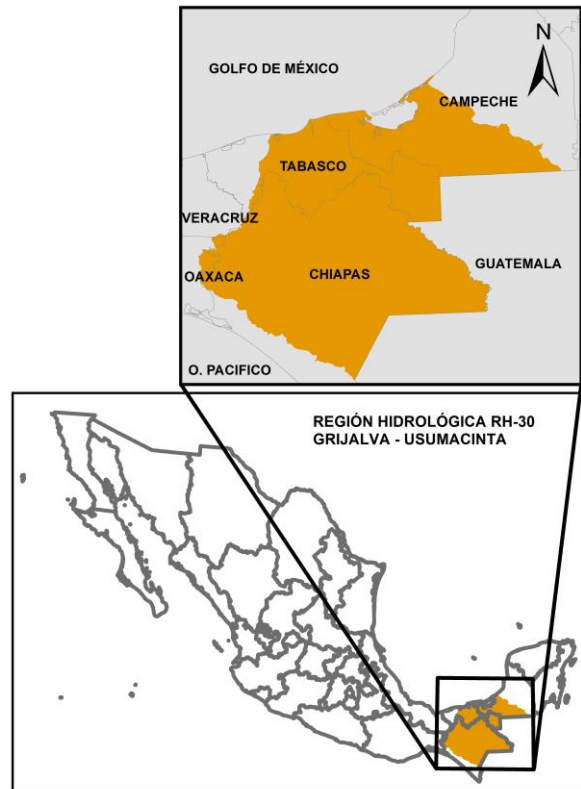 N
GOLFO DE MÉXICO
CAMPECHE
TABASCO
VERACRUZ
OAXACA
CHIAPAS
GUATEMALA
O. PACIFICO
REGIÓN HIDROLÓGICA RH-30
GRIJALVA - USUMACINTA